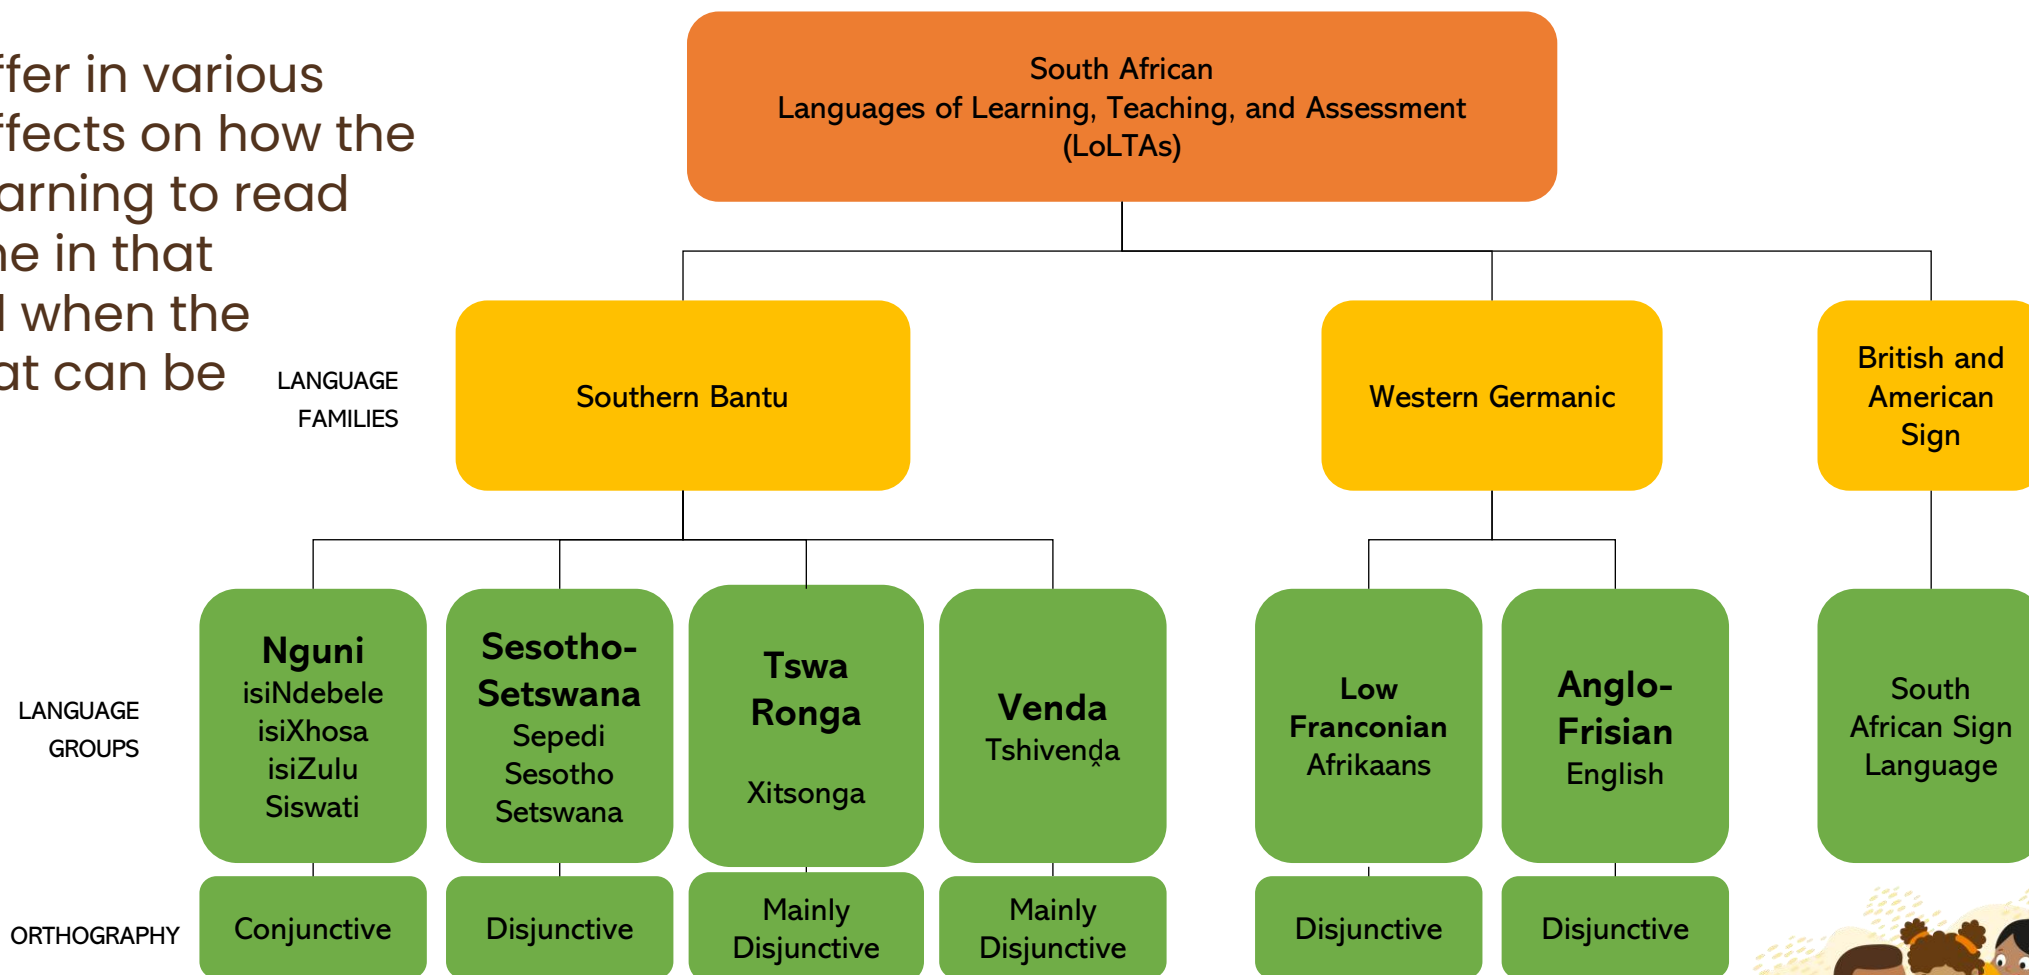 ffer in various
ffects on how the
arning to read
ne in that
when the
at can be
South African
Languages of Learning, Teaching, and Assessment
(LoLTAs)
LANGUAGE
FAMILIES
Southern Bantu
Western Germanic
British and
American
Sign
LANGUAGE
GROUPS
Nguni
isiNdebele
isiXhosa
isiZulu
Siswati
Sesotho-
Setswana
Sepedi
Sesotho
Setswana
Tswa
Ronga
Xitsonga
Venda
Tshivenḓa
Low
Franconian
Afrikaans
Anglo-
Frisian
English
South
African Sign
Language
ORTHOGRAPHY
Conjunctive
Disjunctive
Mainly
Disjunctive
Mainly
Disjunctive
Disjunctive
Disjunctive